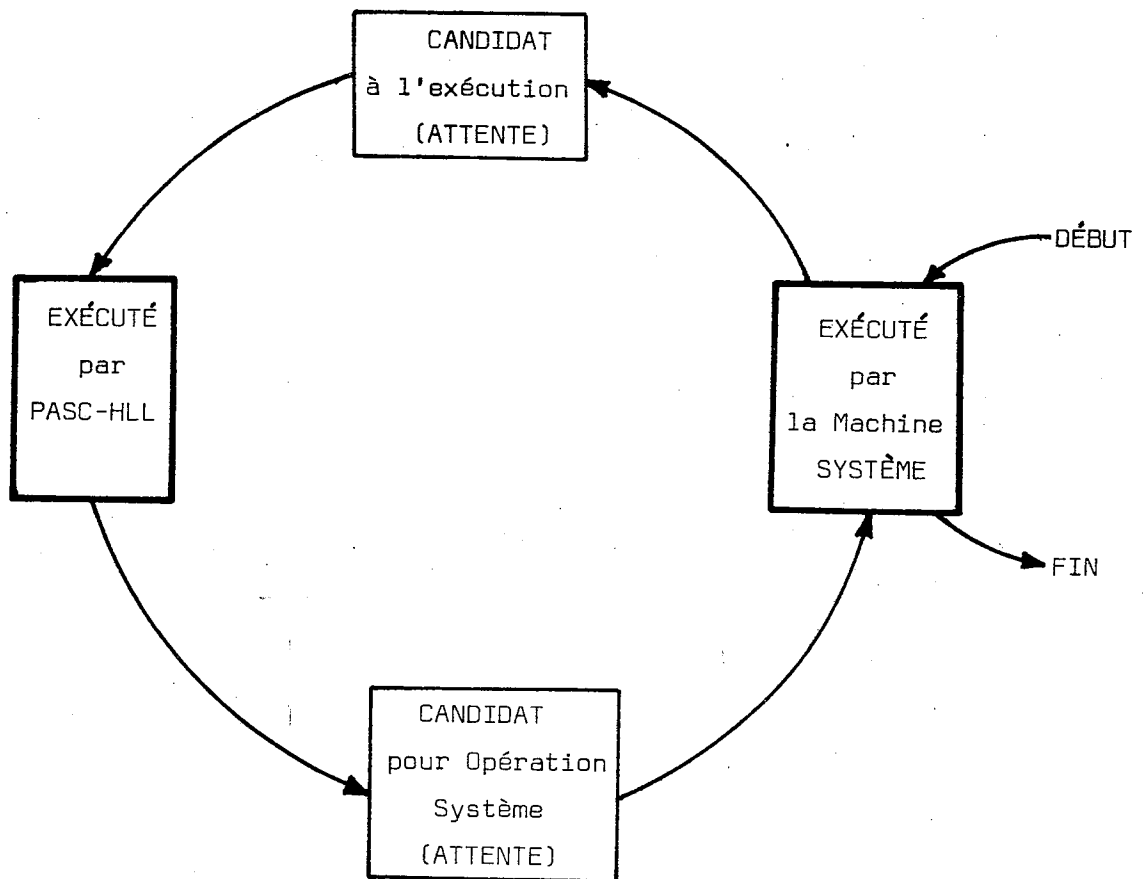 CANDIDAT
à l'exécution
(ATTENTE)
DÉBUT
EXÉCUTÉ
par
PASC-HLL
EXÉCUTÉ
par
la Machine
SYSTÈME
FIN
CANDIDAT
pour Opération
Système
(ATTENTE)